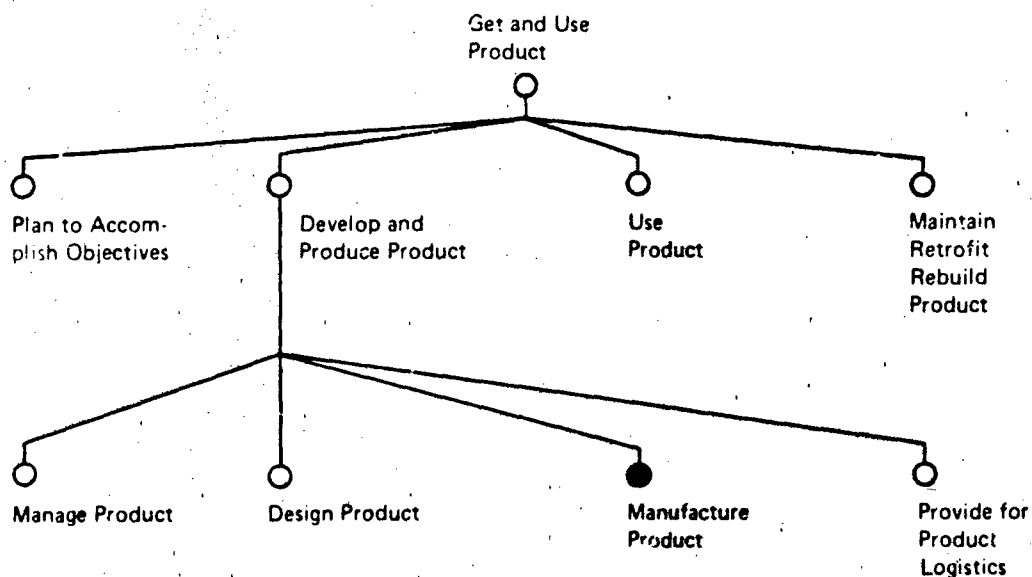 Get and Use
Product
Plan to Accom-
plish Objectives
Develop and
Produce Product
Use
Product
Maintain
Retrofit
Rebuild
Product
Manage Product
Design Product
Manufacture
Product
Provide for
Product
Logistics